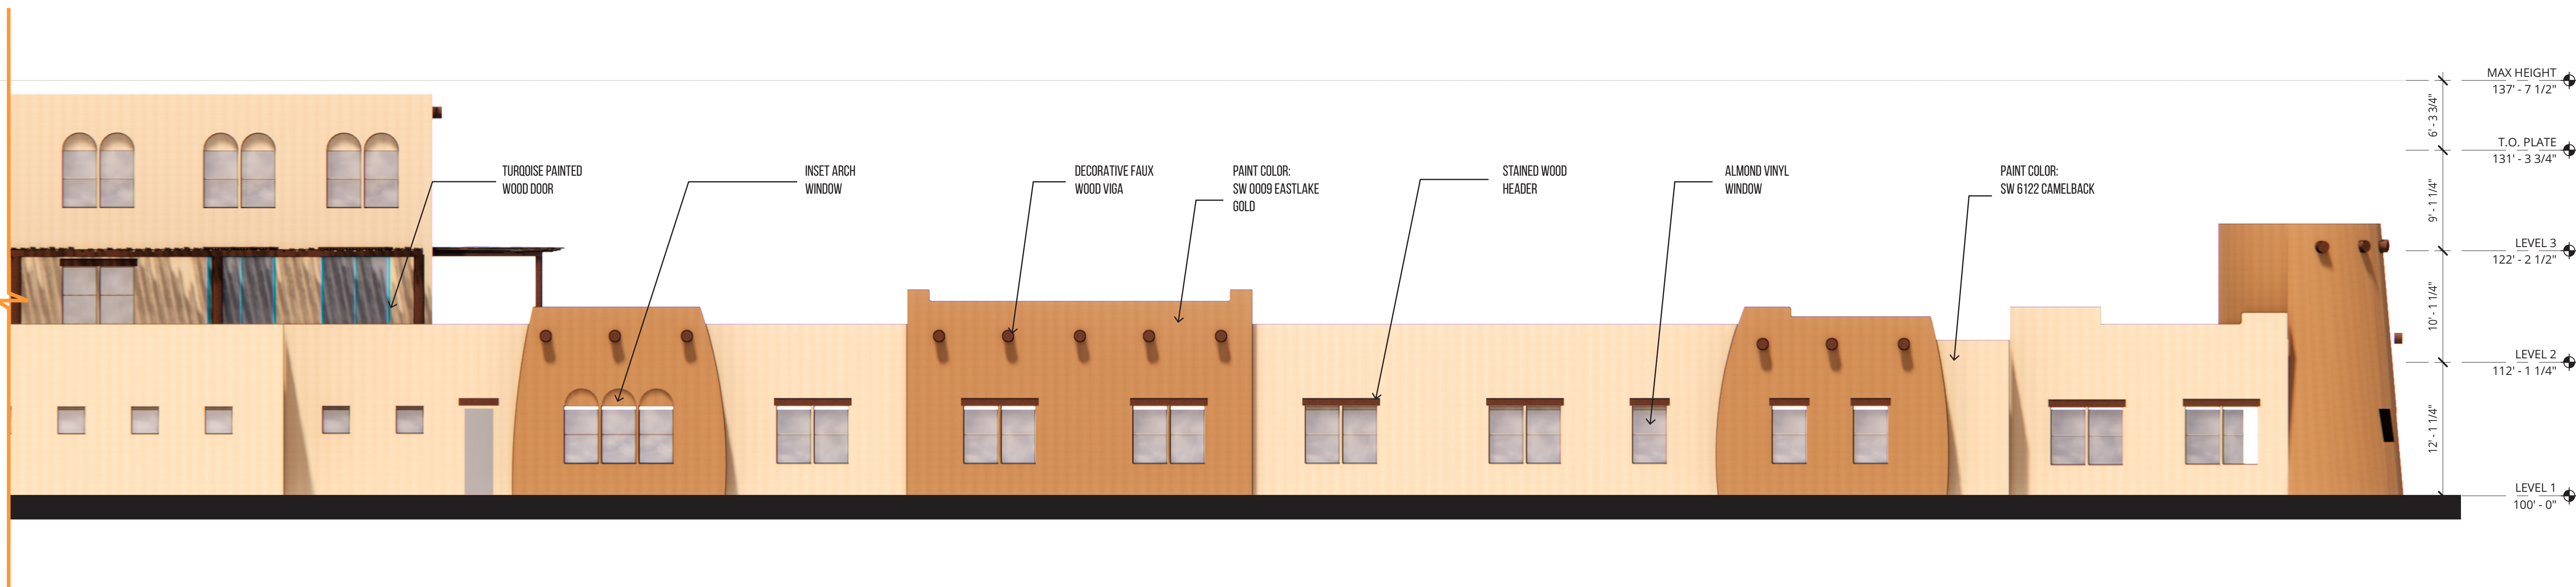 TURQOISE PAINTED
WOOD DOOR
INSET ARCH
WINDOW
DECORATIVE FAUX
WOOD VIGA
PAINT COLOR:
SW 0009 EASTLAKE
GOLD
STAINED WOOD
HEADER
ALMOND VINYL
WINDOW
PAINT COLOR:
SW 6122 CAMELBACK
MAX HEIGHT
137' - 7 1/2"
6' - 3 3/4"
T.O. PLATE
131' - 3 3/4"
9' - 1 1/4"
LEVEL 3
122' - 2 1/2"
10' - 1 1/4"
LEVEL 2
112' - 1 1/4"
12' - 1 1/4"
LEVEL 1
100' - 0"